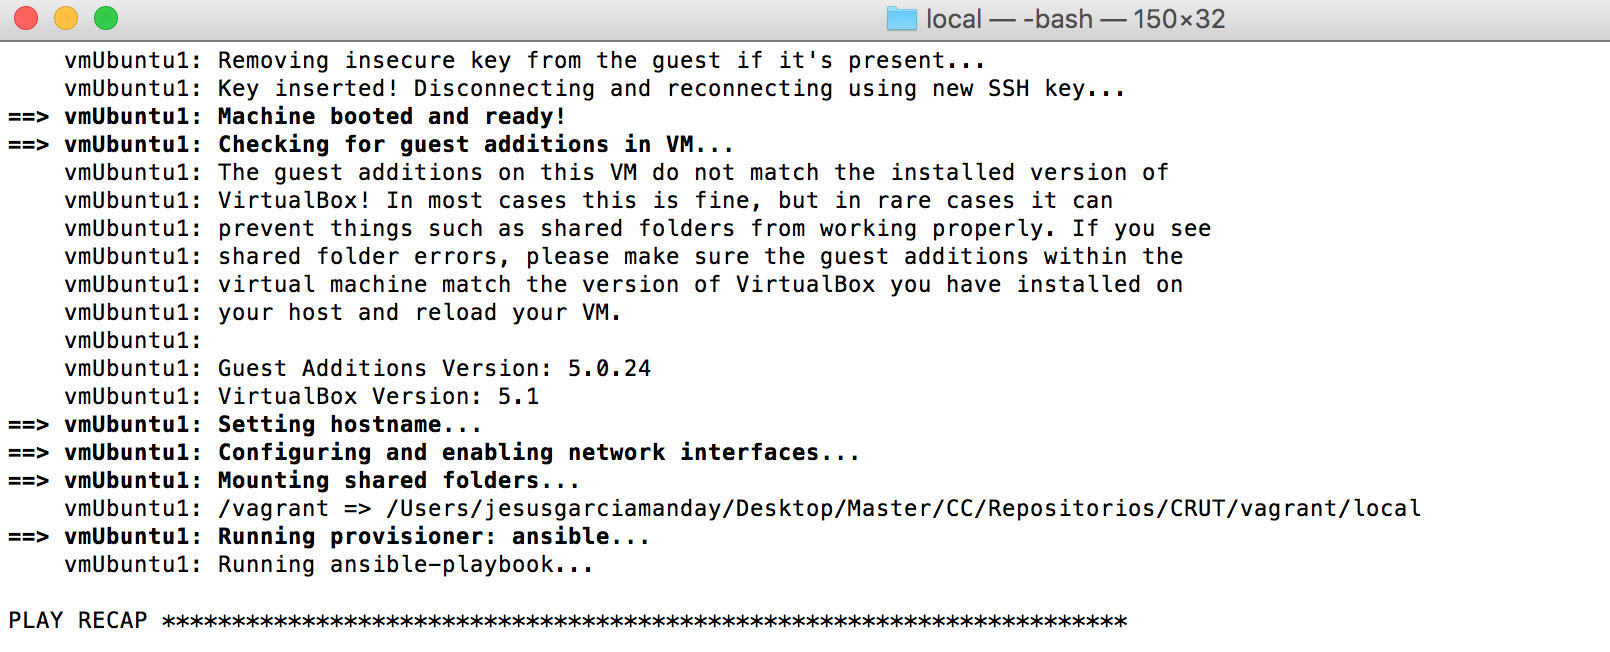 local — -bash — 150×32
vmUbuntu1: Removing insecure key from the guest if it's present...
vmUbuntu1: Key inserted! Disconnecting and reconnecting using new SSH key...
==> vmUbuntu1: Machine booted and ready!
==> vmUbuntu1: Checking for guest additions in VM...
vmUbuntu1: The guest additions on this VM do not match the installed version of
vmUbuntu1: VirtualBox! In most cases this is fine, but in rare cases it can
vmUbuntu1: prevent things such as shared folders from working properly. If you see
vmUbuntu1: shared folder errors, please make sure the guest additions within the
vmUbuntu1: virtual machine match the version of VirtualBox you have installed on
vmUbuntu1: your host and reload your VM.
vmUbuntu1:
vmUbuntu1: Guest Additions Version: 5.0.24
vmUbuntu1: VirtualBox Version: 5.1
==> vmUbuntu1: Setting hostname...
==> vmUbuntu1: Configuring and enabling network interfaces...
==> vmUbuntu1: Mounting shared folders...
vmUbuntu1: /vagrant => /Users/jesusgarciamanday/Desktop/Master/CC/Repositorios/CRUT/vagrant/local
==> vmUbuntu1: Running provisioner: ansible...
vmUbuntu1: Running ansible-playbook...
PLAY RECAP *********************************************************************